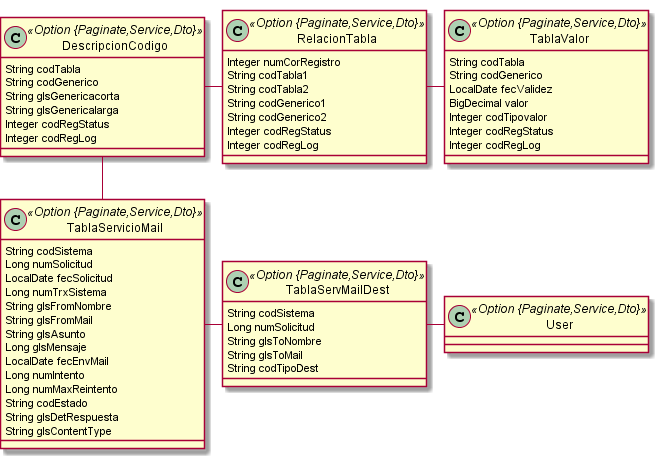 C «Option {Paginate,Service,Dto}»
DescripcionCodigo
String codTabla
String codGenerico
String glsGenericacorta
String glsGenericalarga
Integer codRegStatus
Integer codRegLog
C «Option {Paginate,Service,Dto}»
RelacionTabla
Integer numCorRegistro
String codTabla1
String codTabla2
String codGenerico1
String codGenerico2
Integer codRegStatus
Integer codRegLog
C «Option {Paginate,Service,Dto}»
TablaValor
String codTabla
String codGenerico
LocalDate fecValidez
BigDecimal valor
Integer codTipovalor
Integer codRegStatus
Integer codRegLog
C «Option {Paginate,Service,Dto}»
TablaServicioMail
String codSistema
Long numSolicitud
LocalDate fecSolicitud
Long numTrxSistema
String glsFromNombre
String glsFromMail
String glsAsunto
Long glsMensaje
LocalDate fecEnvMail
Long numIntento
Long numMaxReintento
String codEstado
String glsDetRespuesta
String glsContentType
C «Option {Paginate,Service,Dto}»
TablaServMailDest
String codSistema
Long numSolicitud
String glsToNombre
String glsToMail
String codTipoDest
C «Option {Paginate,Service,Dto}»
User